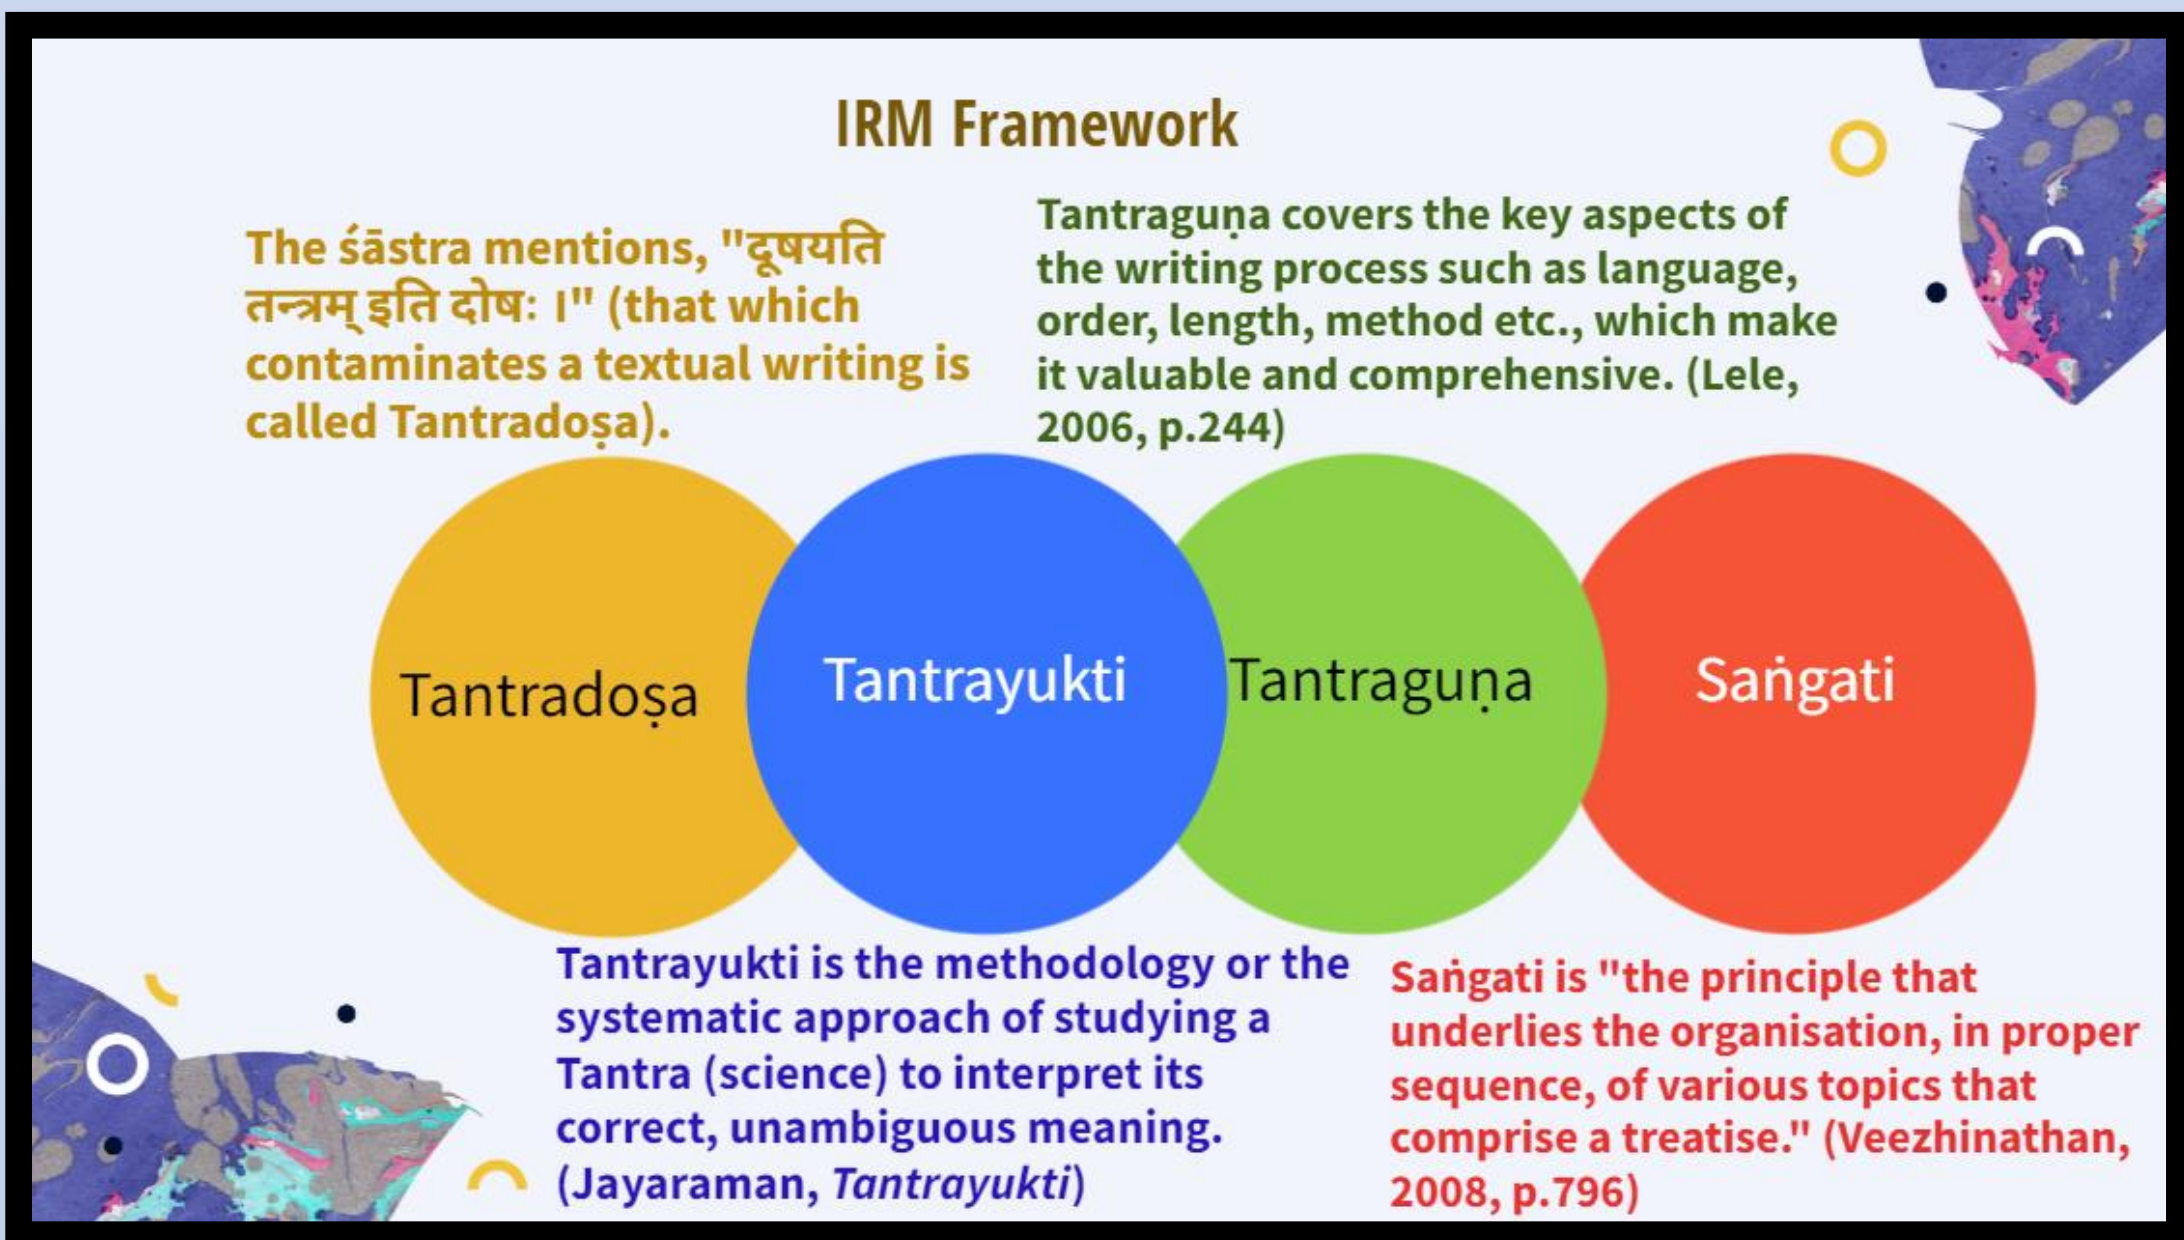 IRM Framework
The śāstra mentions, "दूषयति
तन्त्रम् इति दोषः ।" (that which
contaminates a textual writing is
called Tantradoṣa).
Tantraguṇa covers the key aspects of
the writing process such as language,
order, length, method etc., which make
it valuable and comprehensive. (Lele,
2006, p.244)
Tantradoṣa
Tantrayukti
Tantraguṇa
Saṅgati
Tantrayukti is the methodology or the
systematic approach of studying a
Tantra (science) to interpret its
correct, unambiguous meaning.
(Jayaraman, Tantrayukti)
Saṅgati is "the principle that
underlies the organisation, in proper
sequence, of various topics that
comprise a treatise." (Veezhinathan,
2008, p.796)